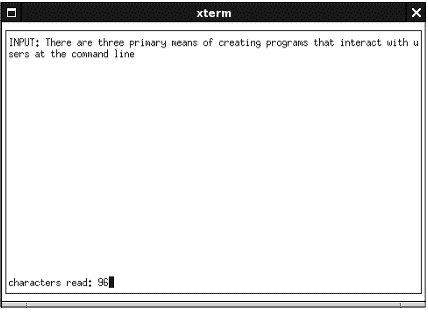 xterm
INPUT: There are three primary means of creating programs that interact with u
sers at the command line
characters read: 96